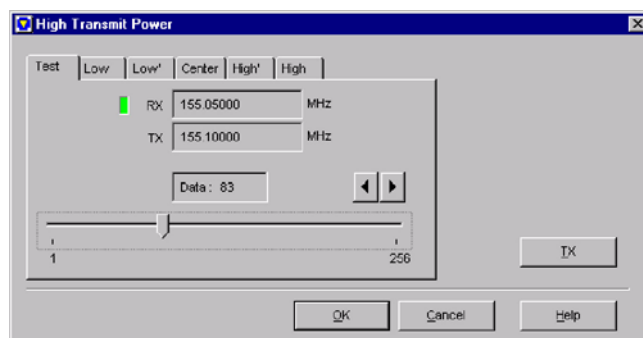 High Transmit Power
Test Low Low' Center High' High
RX 155.05000 MHz
TX 155.10000 MHz
Data : 83
1 256
TX
OK Cancel Help